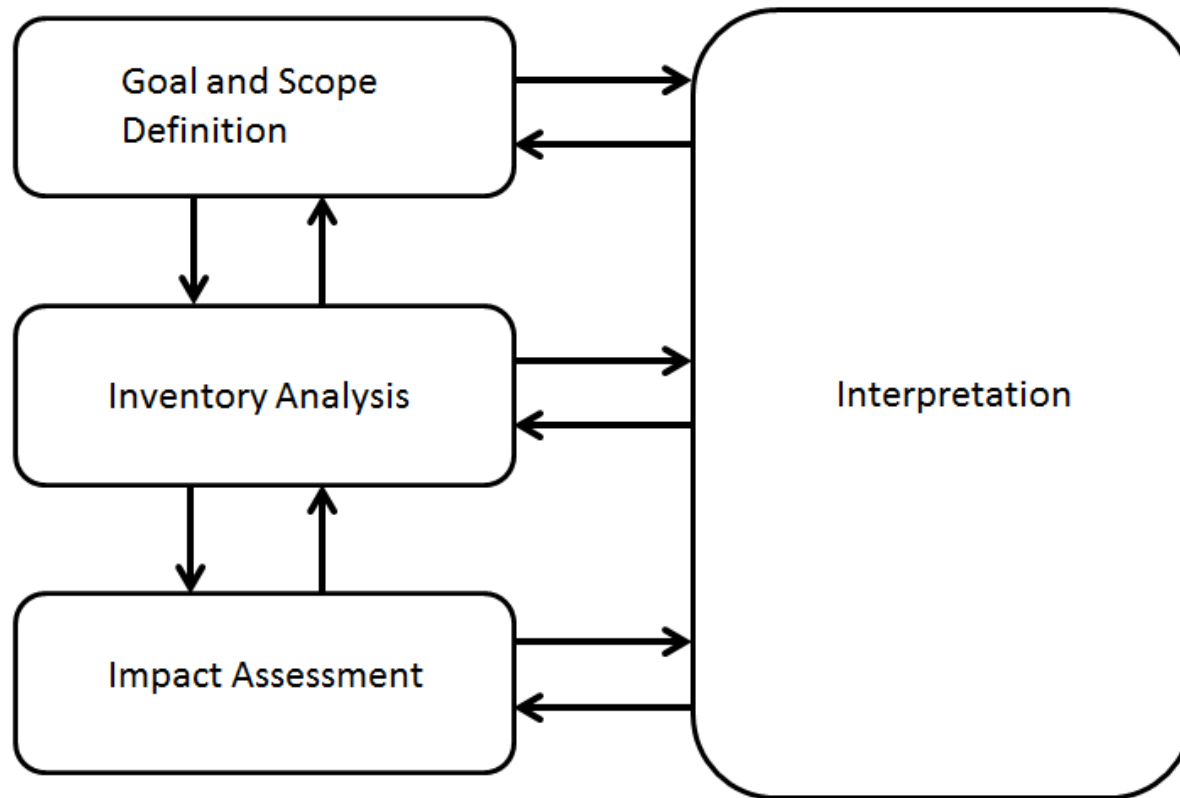 Goal and Scope
Definition
Inventory Analysis
Interpretation
Impact Assessment